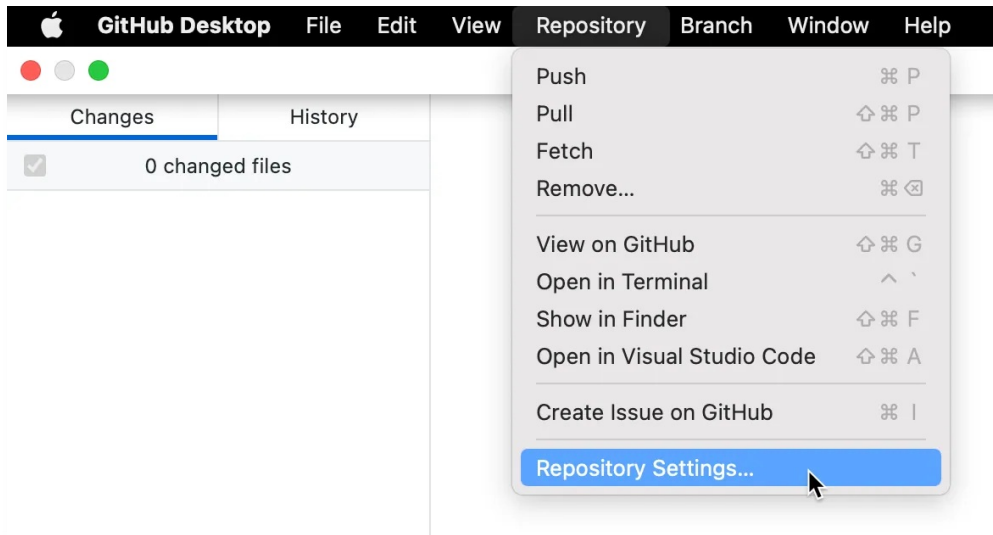 GitHub Desktop File Edit View Repository Branch Window Help
Changes History
0 changed files
Push ⌘ P
Pull ⇧ ⌘ P
Fetch ⇧ ⌘ T
Remove... ⌘ ⌫
View on GitHub ⇧ ⌘ G
Open in Terminal ^ `
Show in Finder ⇧ ⌘ F
Open in Visual Studio Code ⇧ ⌘ A
Create Issue on GitHub ⌘ I
Repository Settings...